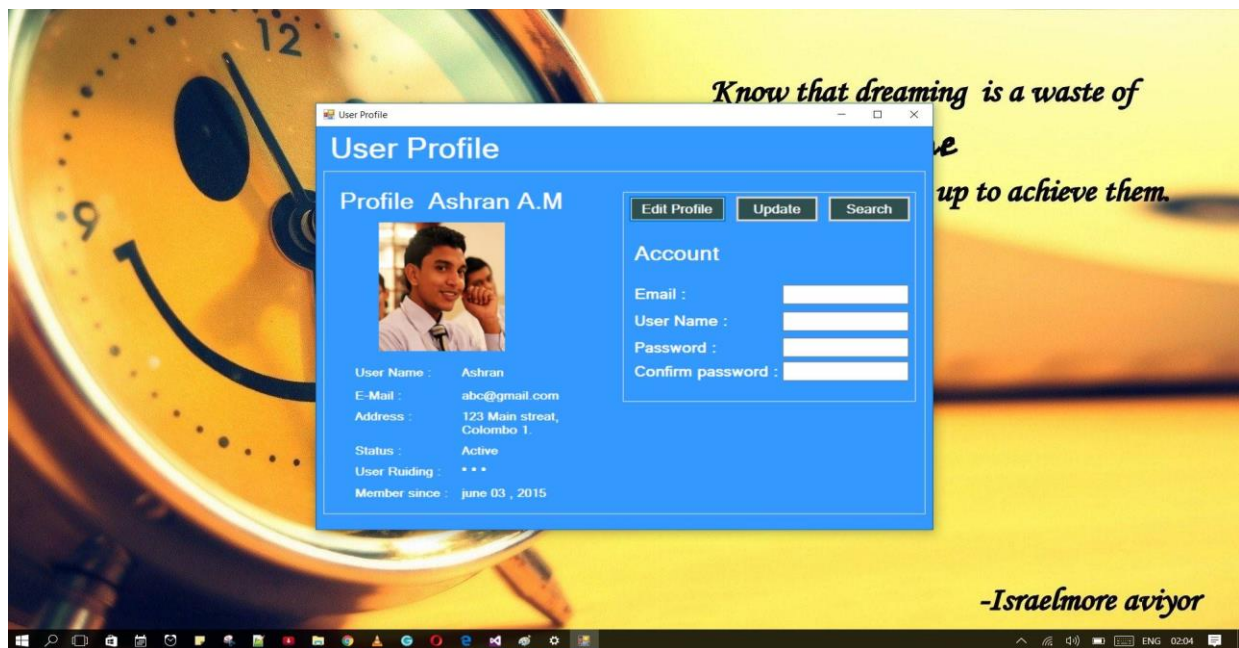 12
9
Know that dreaming is a waste of
up to achieve them.
User Profile
User Profile
Profile Ashran A.M
User Name : Ashran
E-Mail : abc@gmail.com
Address : 123 Main streat,
Colombo 1.
Status : Active
User Ruiding : * * *
Member since : june 03 , 2015
Edit Profile Update Search
Account
Email :
User Name :
Password :
Confirm password :
-Israelmore aviyor
ENG 02:04